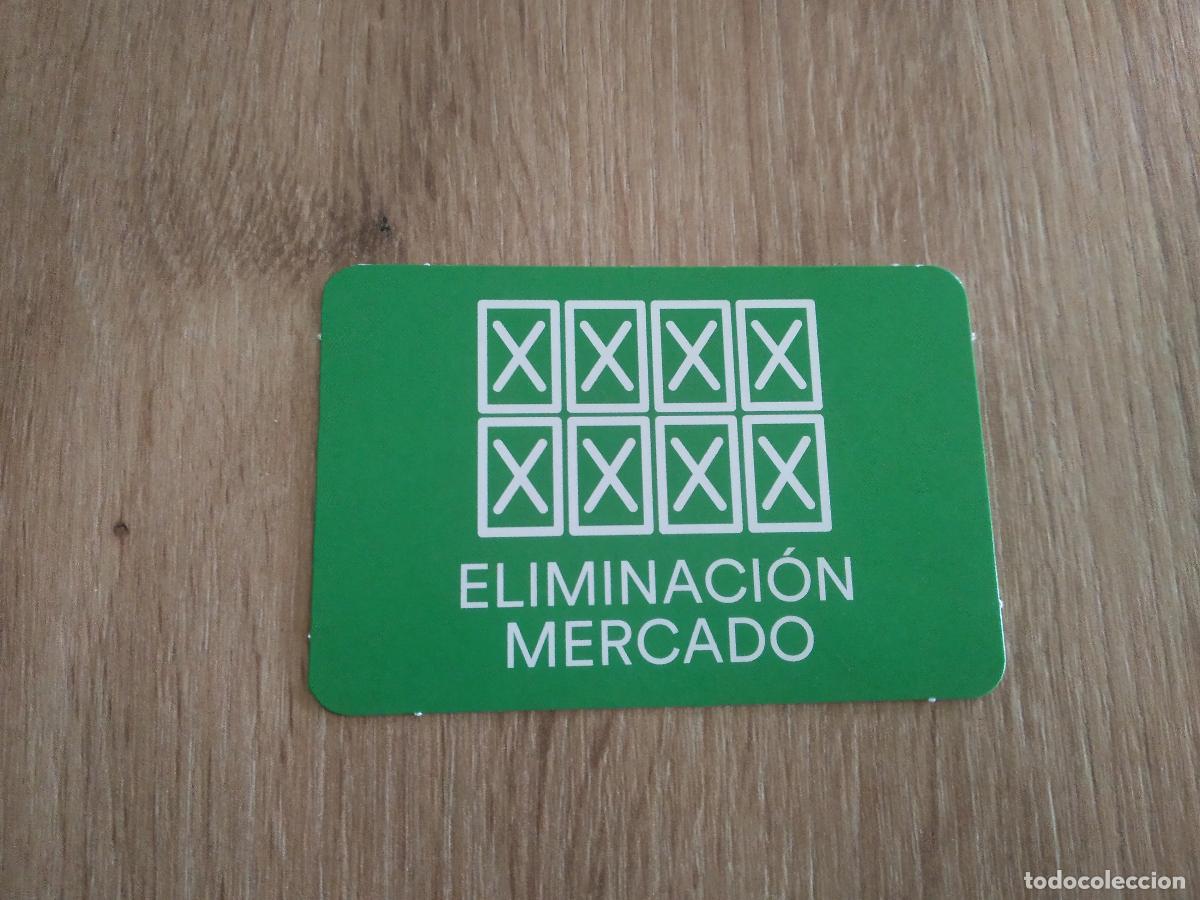 X X X X
X X X X
ELIMINACIÓN
MERCADO
todocoleccion